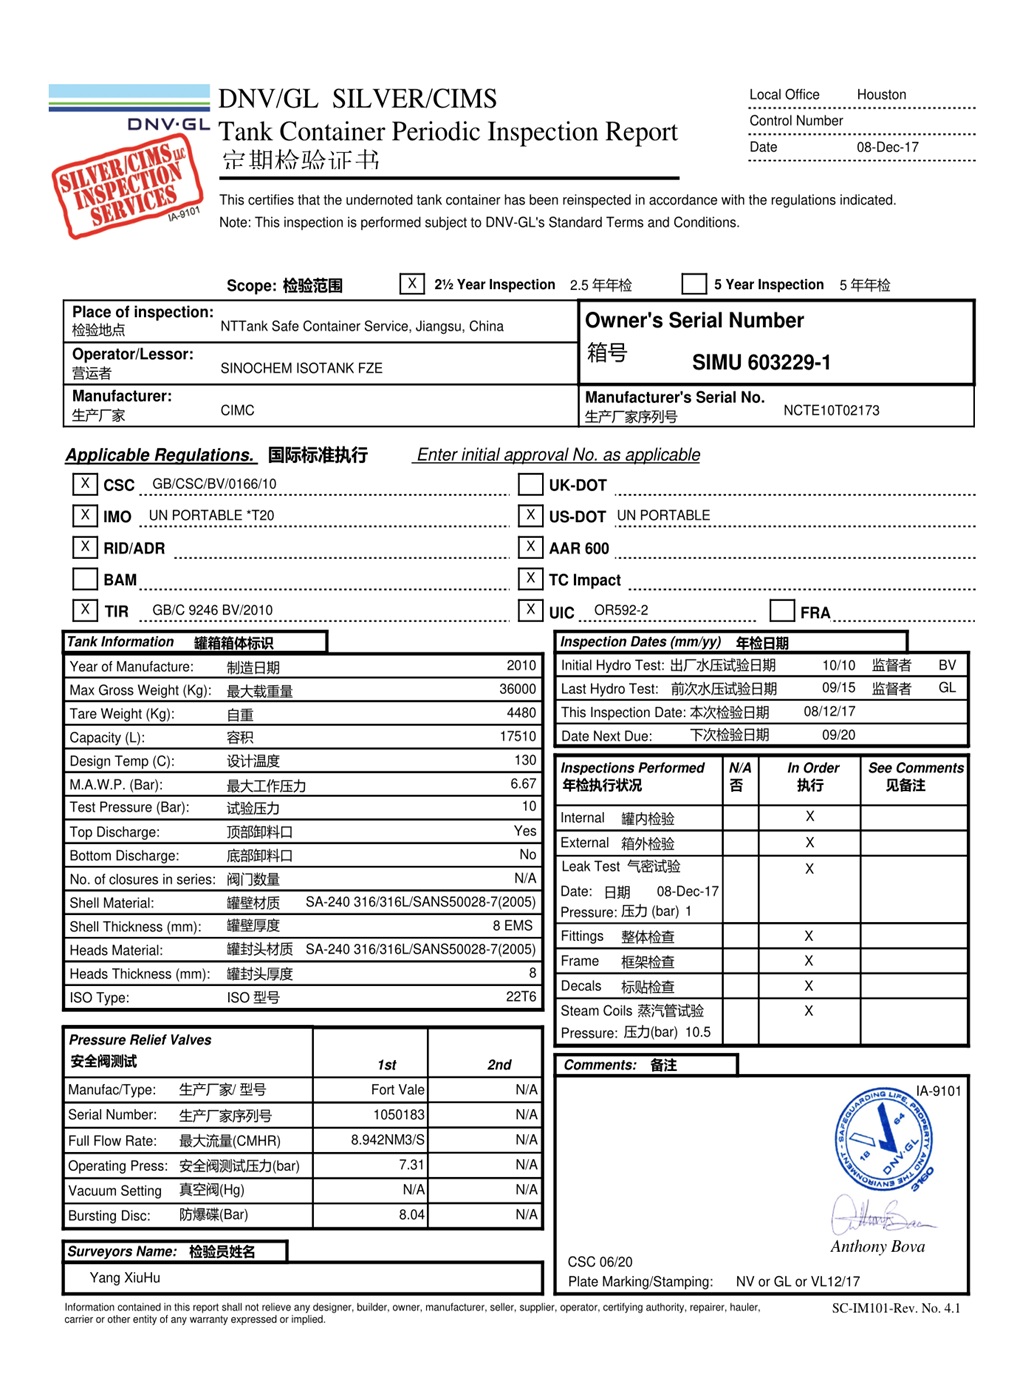 DNV/GL SILVER/CIMS
Tank Container Periodic Inspection Report
定期检验证书
DNV·GL
SILVER/CIMS LLC
INSPECTION
SERVICES
IA-9101
Local Office Houston
Control Number
Date 08-Dec-17
This certifies that the undernoted tank container has been reinspected in accordance with the regulations indicated.
Note: This inspection is performed subject to DNV-GL's Standard Terms and Conditions.
Scope: 检验范围 X 2½ Year Inspection 2.5 年年检 5 Year Inspection 5 年年检
Place of inspection:
检验地点 NTTank Safe Container Service, Jiangsu, China
Operator/Lessor:
营运者 SINOCHEM ISOTANK FZE
Manufacturer:
生产厂家 CIMC
Owner's Serial Number
箱号 SIMU 603229-1
Manufacturer's Serial No.
生产厂家序列号 NCTE10T02173
Applicable Regulations. 国际标准执行 Enter initial approval No. as applicable
X CSC GB/CSC/BV/0166/10 UK-DOT
X IMO UN PORTABLE *T20 X US-DOT UN PORTABLE
X RID/ADR X AAR 600
BAM X TC Impact
X TIR GB/C 9246 BV/2010 X UIC OR592-2 FRA
Tank Information 罐箱箱体标识
Year of Manufacture: 制造日期 2010
Max Gross Weight (Kg): 最大载重量 36000
Tare Weight (Kg): 自重 4480
Capacity (L): 容积 17510
Design Temp (C): 设计温度 130
M.A.W.P. (Bar): 最大工作压力 6.67
Test Pressure (Bar): 试验压力 10
Top Discharge: 顶部卸料口 Yes
Bottom Discharge: 底部卸料口 No
No. of closures in series: 阀门数量 N/A
Shell Material: 罐壁材质 SA-240 316/316L/SANS50028-7(2005)
Shell Thickness (mm): 罐壁厚度 8 EMS
Heads Material: 罐封头材质 SA-240 316/316L/SANS50028-7(2005)
Heads Thickness (mm): 罐封头厚度 8
ISO Type: ISO 型号 22T6
Inspection Dates (mm/yy) 年检日期
Initial Hydro Test: 出厂水压试验日期 10/10 监督者 BV
Last Hydro Test: 前次水压试验日期 09/15 监督者 GL
This Inspection Date: 本次检验日期 08/12/17
Date Next Due: 下次检验日期 09/20
Inspections Performed N/A In Order See Comments
年检执行状况 否 执行 见备注
Internal 罐内检验 X
External 箱外检验 X
Leak Test 气密试验 X
Date: 日期 08-Dec-17
Pressure: 压力 (bar) 1
Fittings 整体检查 X
Frame 框架检查 X
Decals 标贴检查 X
Steam Coils 蒸汽管试验 X
Pressure: 压力(bar) 10.5
Pressure Relief Valves
安全阀测试 1st 2nd
Manufac/Type: 生产厂家/ 型号 Fort Vale N/A
Serial Number: 生产厂家序列号 1050183 N/A
Full Flow Rate: 最大流量(CMHR) 8.942NM3/S N/A
Operating Press: 安全阀测试压力(bar) 7.31 N/A
Vacuum Setting 真空阀(Hg) N/A N/A
Bursting Disc: 防爆碟(Bar) 8.04 N/A
Surveyors Name: 检验员姓名
Yang XiuHu
Comments: 备注
IA-9101
SAFEGUARDING LIFE, PROPERTY AND THE ENVIRONMENT
18 64
DNV·GL
Anthony Bova
CSC 06/20
Plate Marking/Stamping: NV or GL or VL12/17
Information contained in this report shall not relieve any designer, builder, owner, manufacturer, seller, supplier, operator, certifying authority, repairer, hauler,
carrier or other entity of any warranty expressed or implied.
SC-IM101-Rev. No. 4.1